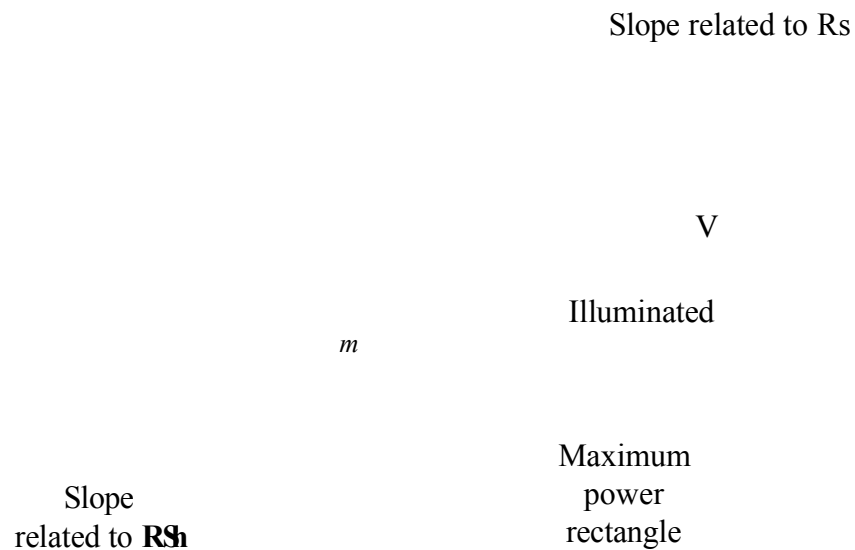 Slope related to Rs
V
Illuminated
m
Maximum
power
rectangle
Slope
related to RSh